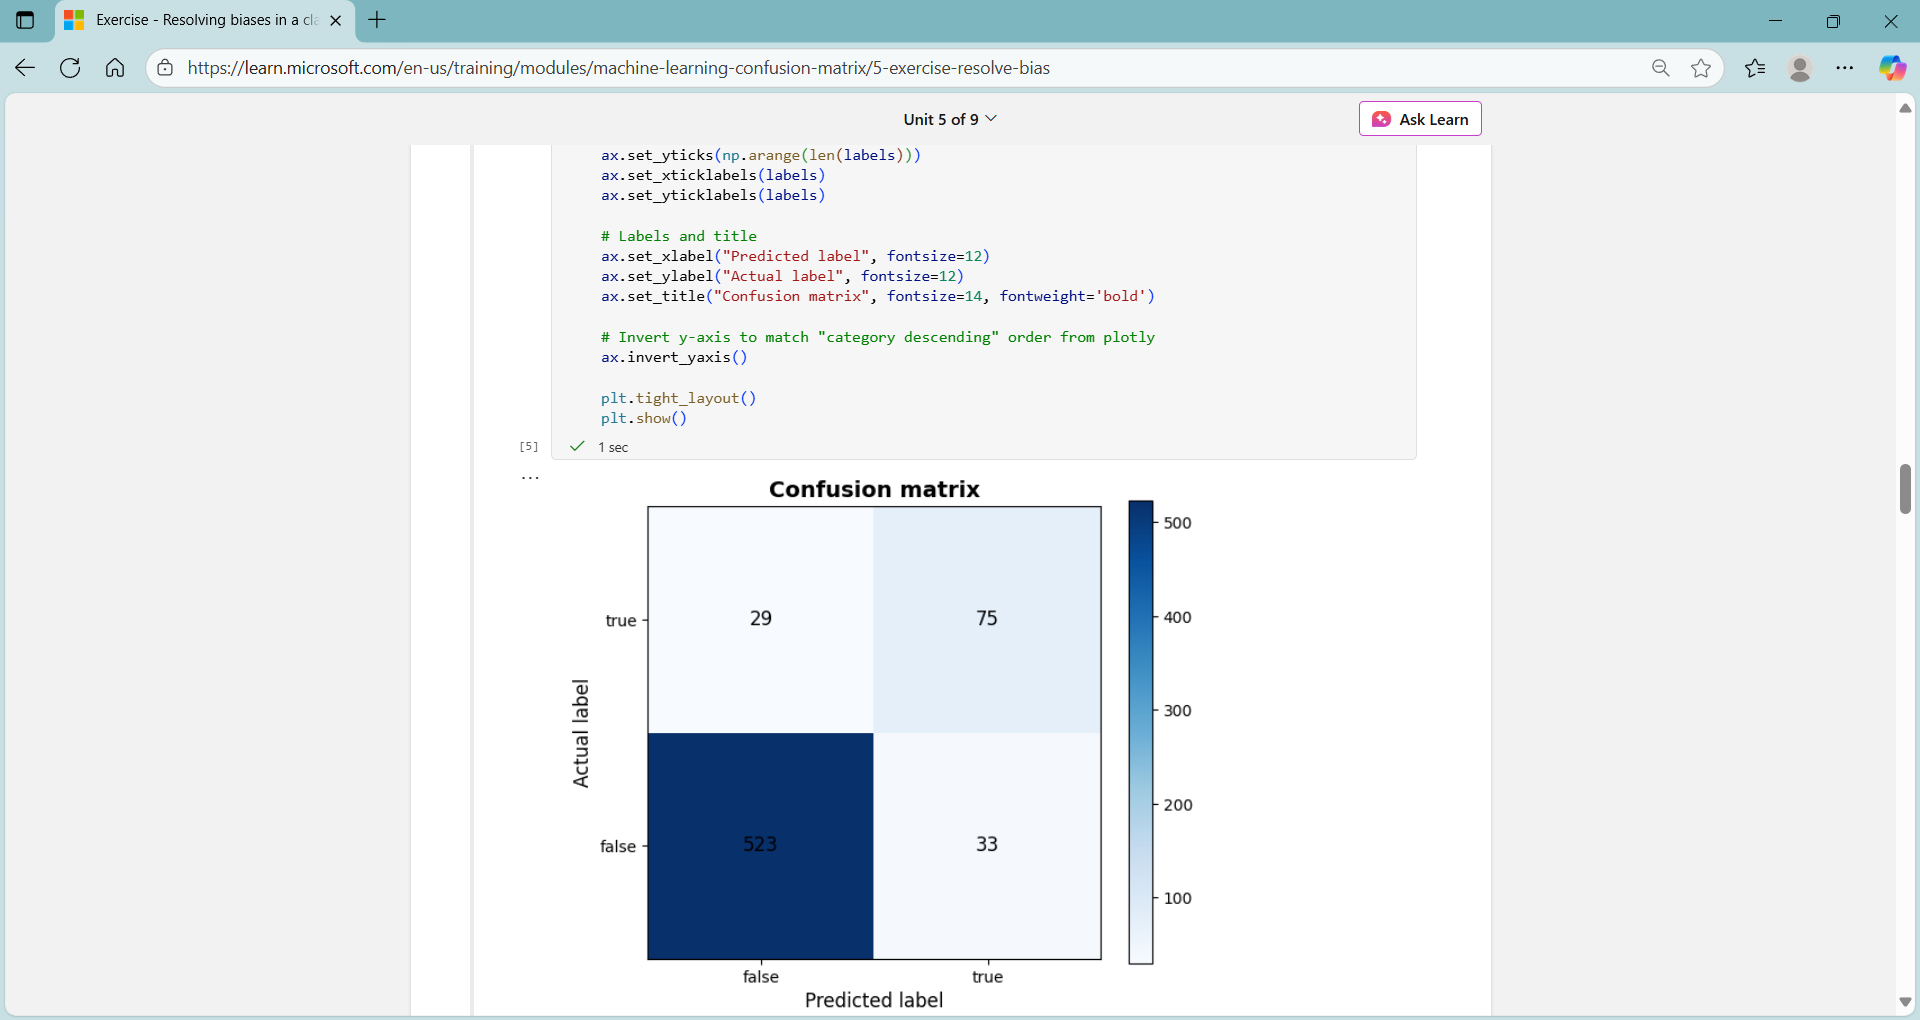 Exercise - Resolving biases in a cla
https://learn.microsoft.com/en-us/training/modules/machine-learning-confusion-matrix/5-exercise-resolve-bias
Unit 5 of 9
Ask Learn
ax.set_yticks(np.arange(len(labels)))
ax.set_xticklabels(labels)
ax.set_yticklabels(labels)
# Labels and title
ax.set_xlabel("Predicted label", fontsize=12)
ax.set_ylabel("Actual label", fontsize=12)
ax.set_title("Confusion matrix", fontsize=14, fontweight='bold')
# Invert y-axis to match "category descending" order from plotly
ax.invert_yaxis()
plt.tight_layout()
plt.show()
[5]
1 sec
...
Confusion matrix
true
29
75
false
523
33
false
true
Predicted label
Actual label
500
400
300
200
100